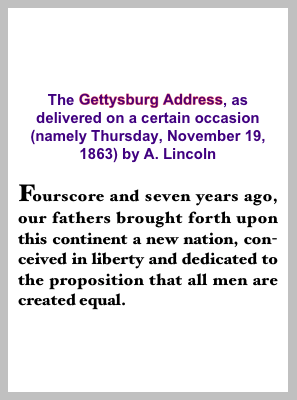 The Gettysburg Address, as
delivered on a certain occasion
(namely Thursday, November 19,
1863) by A. Lincoln
Fourscore and seven years ago,
our fathers brought forth upon
this continent a new nation, con-
ceived in liberty and dedicated to
the proposition that all men are
created equal.